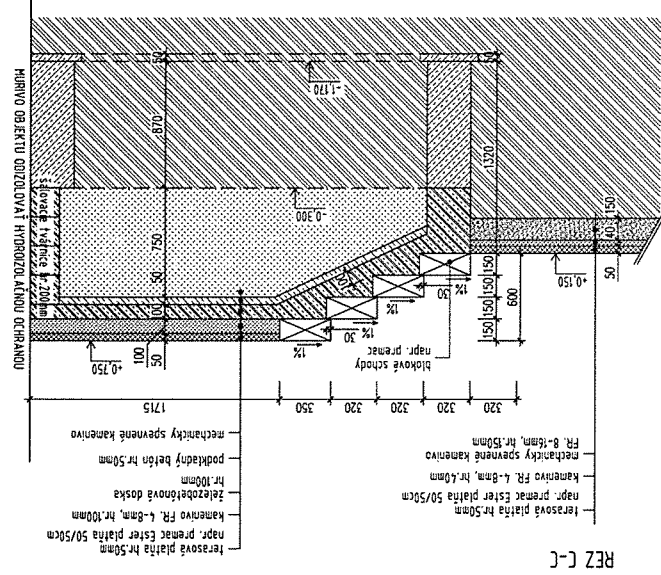 REZ C-C
terasová platňa hr.50mm
napr. premac Ester platňa 50/50cm
kamenivo FR. 4-8mm, hr.40mm
mechanicky spevnené kamenivo
FR. 8-16mm, hr.150mm
terasová platňa hr.50mm
napr. premac Ester platňa 50/50cm
kamenivo FR. 4-8mm, hr.100mm
železobetónová doska
hr.100mm
podkladný betón hr.50mm
mechanicky spevnené kamenivo
320
320
320
320
350
1715
blokové schody
napr. premac
600
150
150
150
150
1%
1%
1%
1%
30
30
30
+0,150
+0,750
50
40
150
1320
50
50
100
100
50
750
870
50
-0,300
-1,170
šalovacie tvárnice hr.200mm
MURIVO OBJEKTU ODIZOLOVAŤ HYDROIZOLAČNOU OCHRANOU